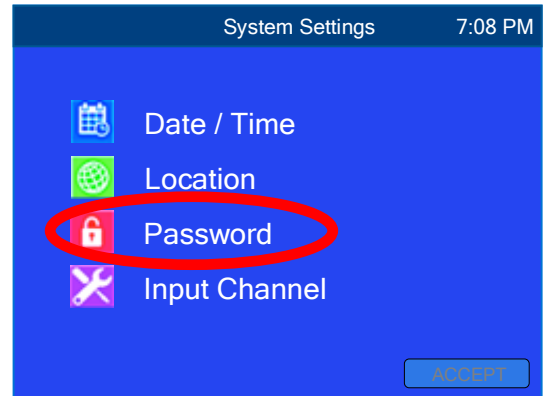 System Settings 7:08 PM
Date / Time
Location
Password
Input Channel
ACCEPT